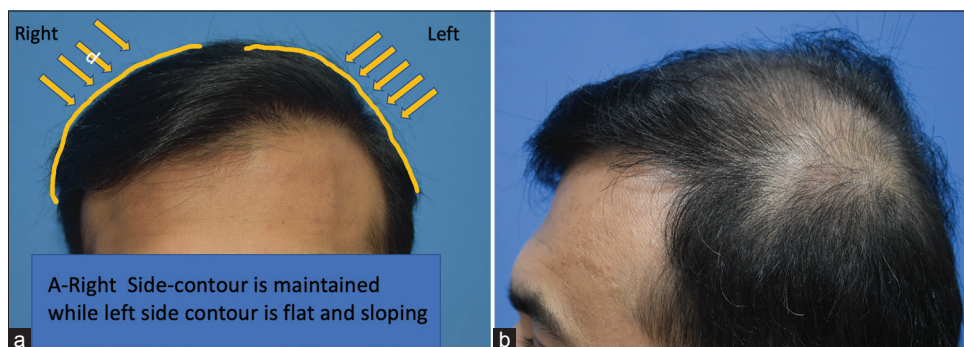 Right
Left
A-Right Side-contour is maintained
while left side contour is flat and sloping
a
b